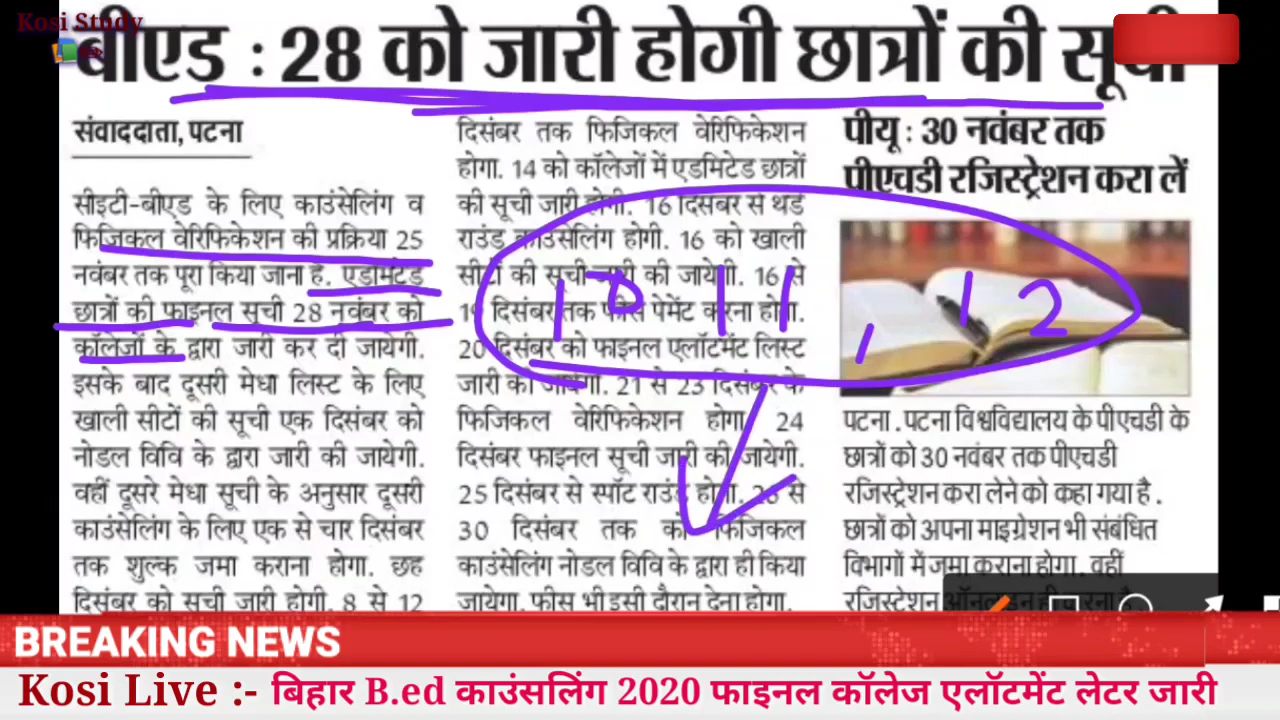 Kosi Study
बीएड : 28 को जारी होगी छात्रों की सूची
संवाददाता, पटना
सीइटी-बीएड के लिए काउंसेलिंग व
फिजिकल वेरिफिकेशन की प्रक्रिया 25
नवंबर तक पूरा किया जाना है. एडमिटेड
छात्रों की फाइनल सूची 28 नवंबर को
कॉलेजों के द्वारा जारी कर दी जायेगी.
इसके बाद दूसरी मेधा लिस्ट के लिए
खाली सीटों की सूची एक दिसंबर को
नोडल विवि के द्वारा जारी की जायेगी.
वहीं दूसरे मेधा सूची के अनुसार दूसरी
काउंसेलिंग के लिए एक से चार दिसंबर
तक शुल्क जमा कराना होगा. छह
दिसंबर को सूची जारी होगी. 8 से 12
दिसंबर तक फिजिकल वेरिफिकेशन
होगा. 14 को कॉलेजों में एडमिटेड छात्रों
की सूची जारी होगी. 16 दिसंबर से थर्ड
राउंड काउंसेलिंग होगी. 16 को खाली
सीटों की सूची जारी की जायेगी. 16 से
19 दिसंबर तक फीस पेमेंट करना होगा.
20 दिसंबर को फाइनल एलॉटमेंट लिस्ट
जारी की जायेगी. 21 से 23 दिसंबर के
फिजिकल वेरिफिकेशन होगा 24
दिसंबर फाइनल सूची जारी की जायेगी.
25 दिसंबर से स्पॉट राउंड होगा. 26 से
30 दिसंबर तक को फिजिकल
काउंसेलिंग नोडल विवि के द्वारा ही किया
जायेगा. फीस भी इसी दौरान देना होगा.
पीयू : 30 नवंबर तक
पीएचडी रजिस्ट्रेशन करा लें
पटना . पटना विश्वविद्यालय के पीएचडी के
छात्रों को 30 नवंबर तक पीएचडी
रजिस्ट्रेशन करा लेने को कहा गया है .
छात्रों को अपना माइग्रेशन भी संबंधित
विभागों में जमा कराना होगा . वहीं
रजिस्ट्रेशन
BREAKING NEWS
Kosi Live :- बिहार B.ed काउंसलिंग 2020 फाइनल कॉलेज एलॉटमेंट लेटर जारी